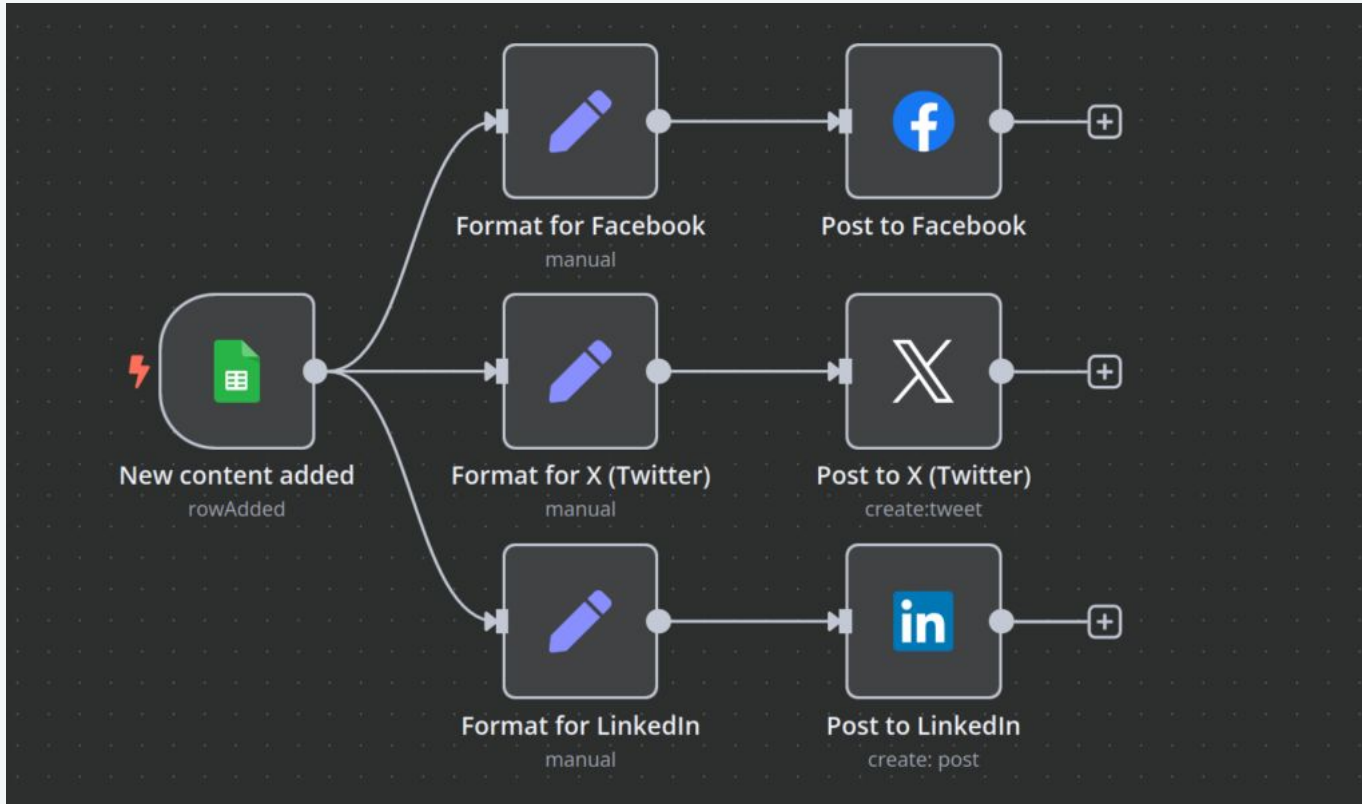 Format for Facebook
manual
Post to Facebook
New content added
rowAdded
Format for X (Twitter)
manual
Post to X (Twitter)
create:tweet
Format for LinkedIn
manual
in
Post to LinkedIn
create: post